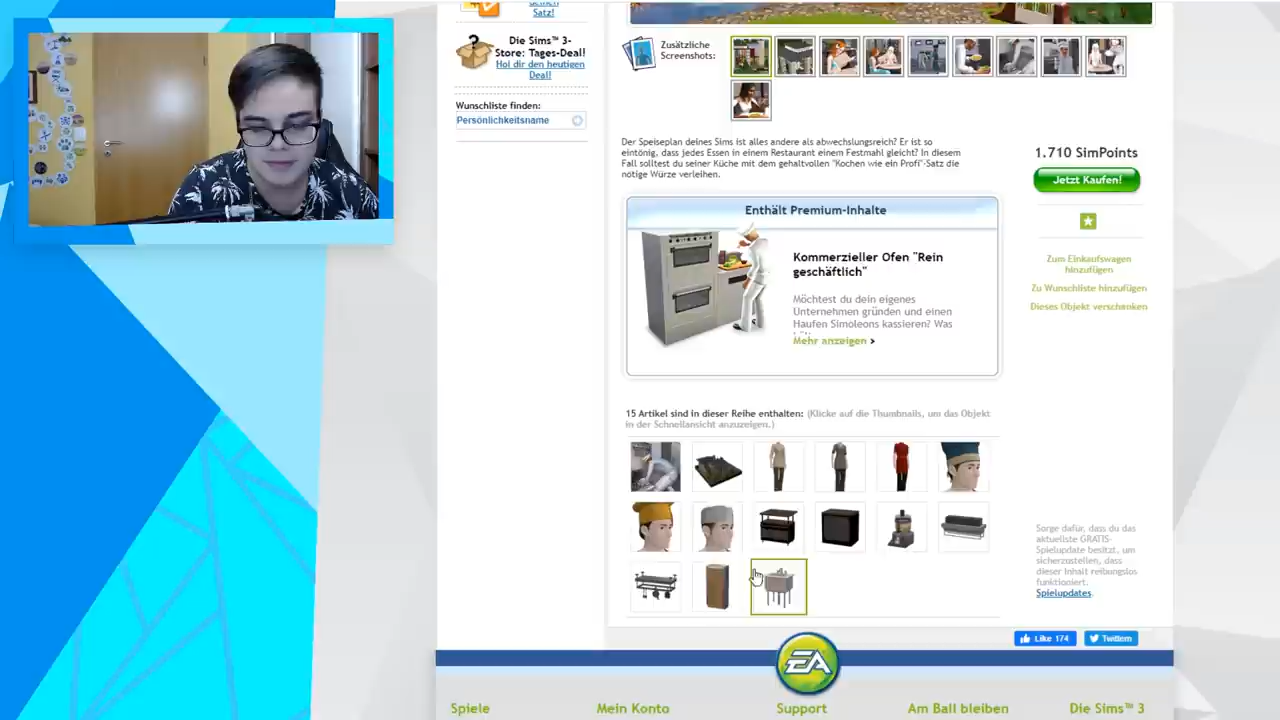 deinen
Satz!
Die Sims™ 3-
Store: Tages-Deal!
Hol dir den heutigen
Deal!
Wunschliste finden:
Persönlichkeitsname
Zusätzliche
Screenshots:
Der Speiseplan deines Sims ist alles andere als abwechslungsreich? Er ist so
eintönig, dass jedes Essen in einem Restaurant einem Festmahl gleicht? In diesem
Fall solltest du seiner Küche mit dem gehaltvollen "Kochen wie ein Profi"-Satz die
nötige Würze verleihen.
1.710 SimPoints
Jetzt Kaufen!
Zum Einkaufswagen
hinzufügen
Zu Wunschliste hinzufügen
Dieses Objekt verschenken
Enthält Premium-Inhalte
Kommerzieller Ofen "Rein
geschäftlich"
Möchtest du dein eigenes
Unternehmen gründen und einen
Haufen Simoleons kassieren? Was
Mehr anzeigen >
15 Artikel sind in dieser Reihe enthalten: (Klicke auf die Thumbnails, um das Objekt
in der Schnellansicht anzuzeigen.)
Sorge dafür, dass du das
aktuellste GRATIS-
Spielupdate besitzt, um
sicherzustellen, dass
dieser Inhalt reibungslos
funktioniert.
Spielupdates.
Like 174
Twittern
EA
Spiele
Mein Konto
Support
Am Ball bleiben
Die Sims™ 3